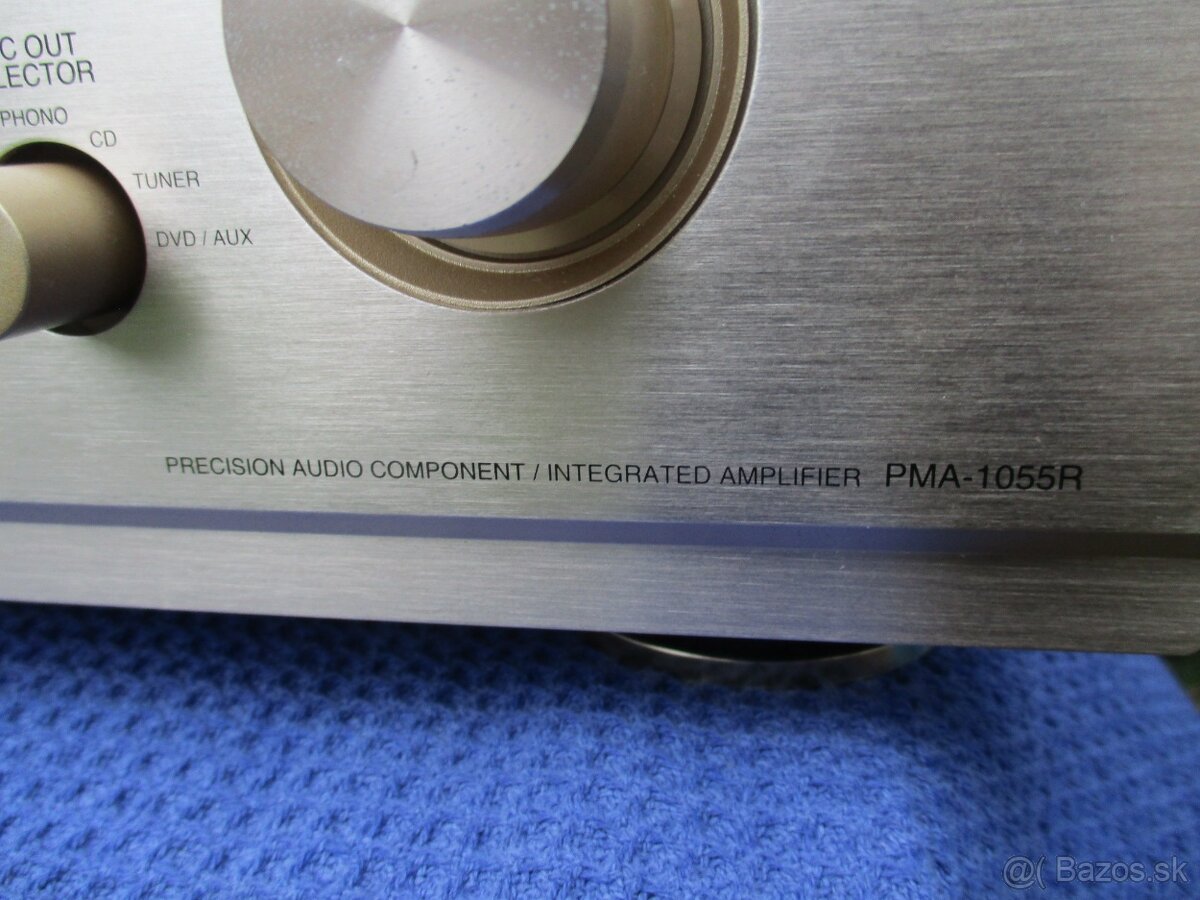 C OUT
LECTOR
PHONO
CD
TUNER
DVD / AUX
PRECISION AUDIO COMPONENT / INTEGRATED AMPLIFIER PMA-1055R
@( Bazos.sk